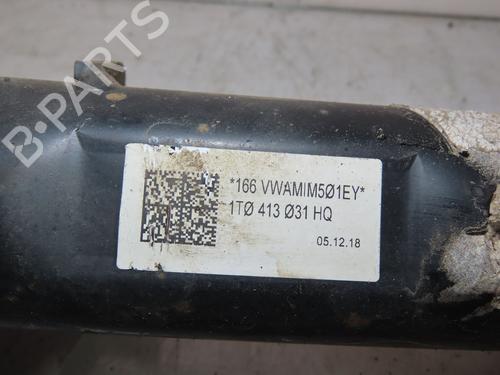 B-PARTS
*166 VWAMIM5Ø1EY*
1TØ 413 Ø31 HQ
05.12.18